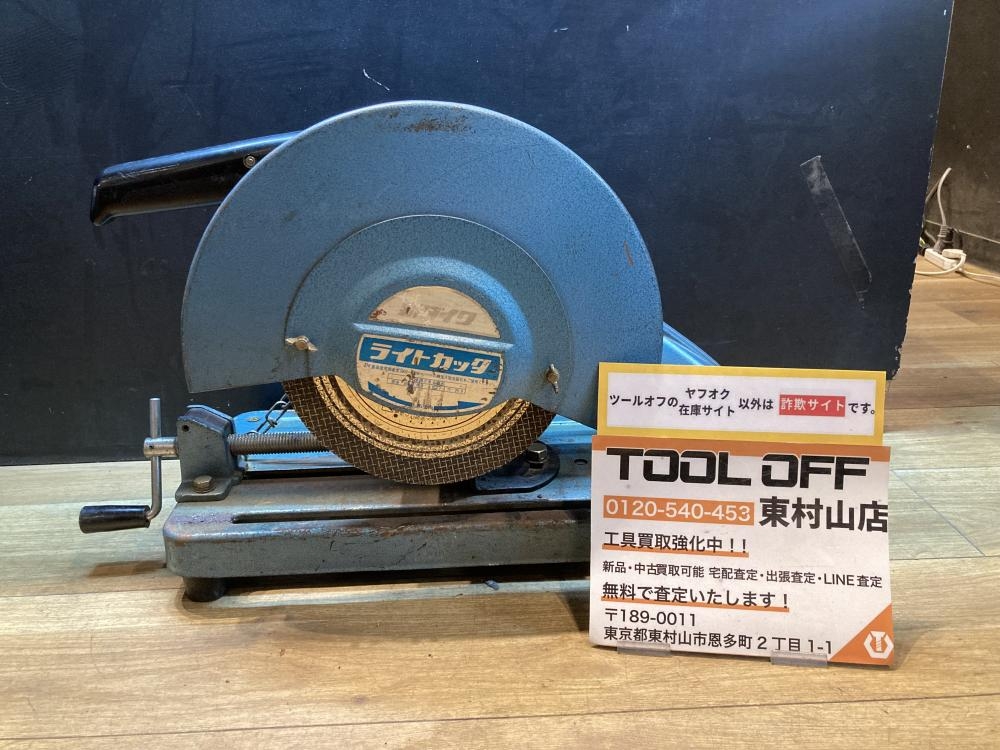 ライトカッタ
ツールオフの ヤフオク 在庫サイト 以外は 詐欺サイト です。
TOOL OFF
0120-540-453 東村山店
工具買取強化中！！
新品・中古買取可能 宅配査定・出張査定・LINE査定
無料で査定いたします！
〒189-0011
東京都東村山市恩多町2丁目1-1